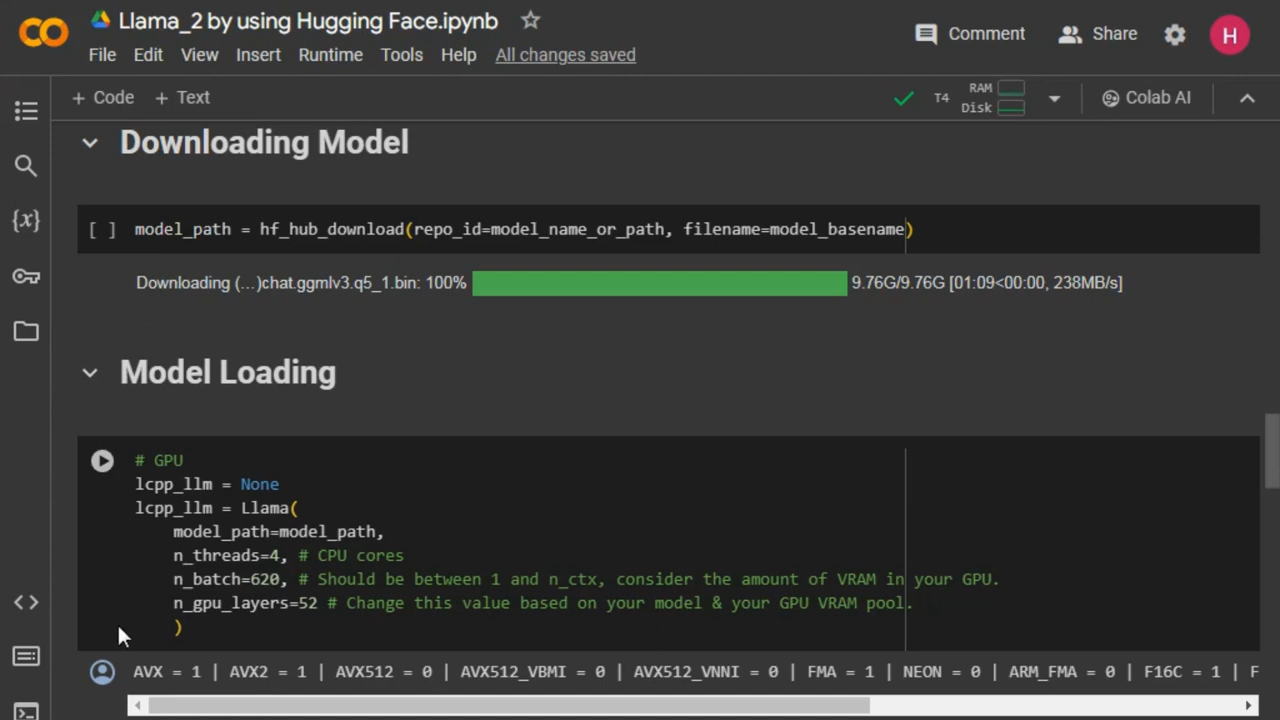 Llama_2 by using Hugging Face.ipynb
Comment
Share
H
File Edit View Insert Runtime Tools Help All changes saved
+ Code + Text
T4
RAM
Disk
Colab AI
Downloading Model
[ ] model_path = hf_hub_download(repo_id=model_name_or_path, filename=model_basename)
Downloading (…)chat.ggmlv3.q5_1.bin: 100% 9.76G/9.76G [01:09<00:00, 238MB/s]
Model Loading
# GPU
lcpp_llm = None
lcpp_llm = Llama(
model_path=model_path,
n_threads=4, # CPU cores
n_batch=620, # Should be between 1 and n_ctx, consider the amount of VRAM in your GPU.
n_gpu_layers=52 # Change this value based on your model & your GPU VRAM pool.
)
AVX = 1 | AVX2 = 1 | AVX512 = 0 | AVX512_VBMI = 0 | AVX512_VNNI = 0 | FMA = 1 | NEON = 0 | ARM_FMA = 0 | F16C = 1 | F